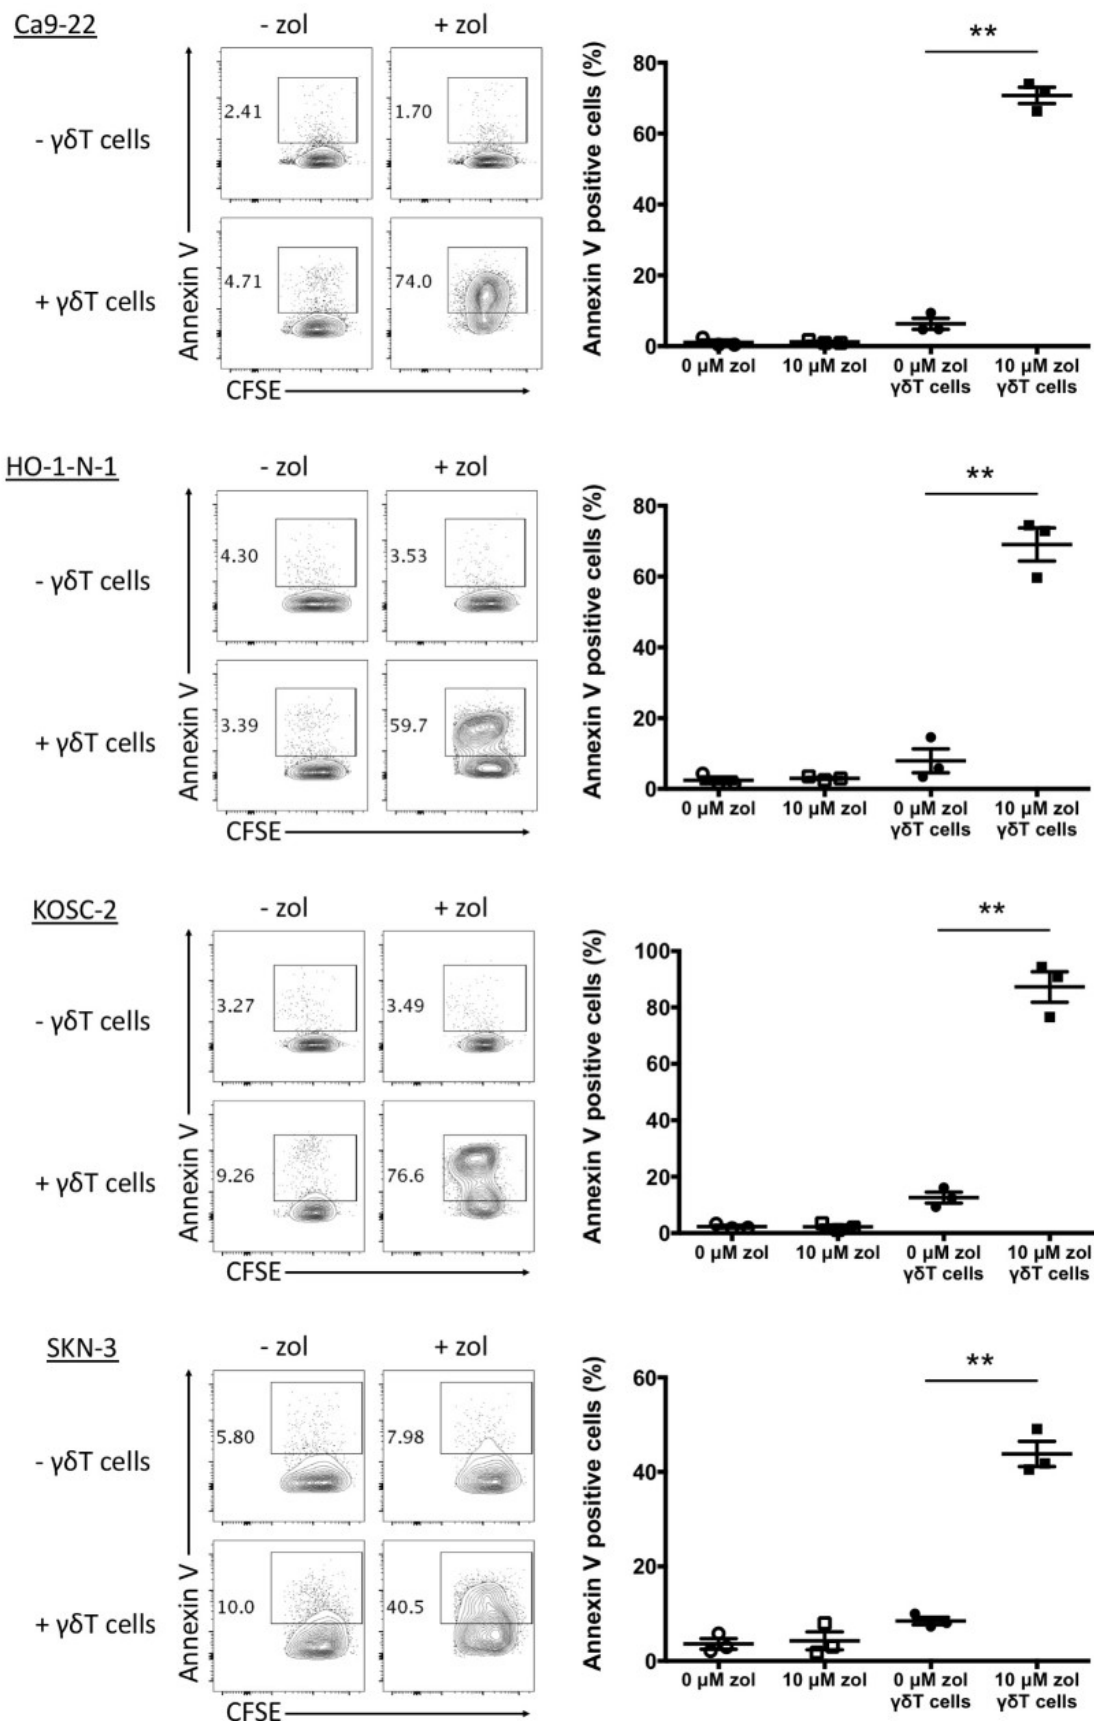 Ca9-22
- zol + zol
- γδT cells
2.41 1.70
+ γδT cells
4.71 74.0
Annexin V
CFSE
Annexin V positive cells (%)
80
60
40
20
0
**
0 μM zol 10 μM zol 0 μM zol 10 μM zol
γδT cells γδT cells
HO-1-N-1
- zol + zol
- γδT cells
4.30 3.53
+ γδT cells
3.39 59.7
Annexin V
CFSE
Annexin V positive cells (%)
80
60
40
20
0
**
0 μM zol 10 μM zol 0 μM zol 10 μM zol
γδT cells γδT cells
KOSC-2
- zol + zol
- γδT cells
3.27 3.49
+ γδT cells
9.26 76.6
Annexin V
CFSE
Annexin V positive cells (%)
100
80
60
40
20
0
**
0 μM zol 10 μM zol 0 μM zol 10 μM zol
γδT cells γδT cells
SKN-3
- zol + zol
- γδT cells
5.80 7.98
+ γδT cells
10.0 40.5
Annexin V
CFSE
Annexin V positive cells (%)
60
40
20
0
**
0 μM zol 10 μM zol 0 μM zol 10 μM zol
γδT cells γδT cells